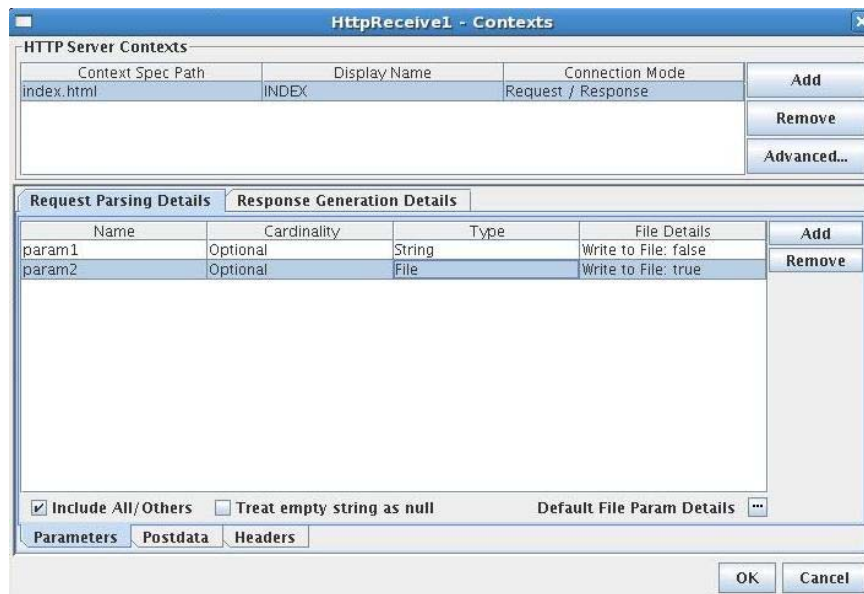 HttpReceive1 - Contexts
HTTP Server Contexts
Context Spec Path Display Name Connection Mode
index.html INDEX Request / Response
Add
Remove
Advanced...
Request Parsing Details Response Generation Details
Name Cardinality Type File Details
param1 Optional String Write to File: false
param2 Optional File Write to File: true
Add
Remove
Include All/Others Treat empty string as null Default File Param Details ...
Parameters Postdata Headers
OK Cancel